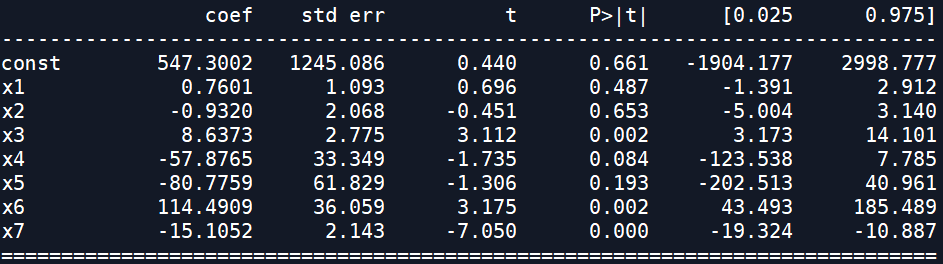 coef std err t P>|t| [0.025 0.975]
--------------------------------------------------------------------------------
const 547.3002 1245.086 0.440 0.661 -1904.177 2998.777
x1 0.7601 1.093 0.696 0.487 -1.391 2.912
x2 -0.9320 2.068 -0.451 0.653 -5.004 3.140
x3 8.6373 2.775 3.112 0.002 3.173 14.101
x4 -57.8765 33.349 -1.735 0.084 -123.538 7.785
x5 -80.7759 61.829 -1.306 0.193 -202.513 40.961
x6 114.4909 36.059 3.175 0.002 43.493 185.489
x7 -15.1052 2.143 -7.050 0.000 -19.324 -10.887
==============================================================================